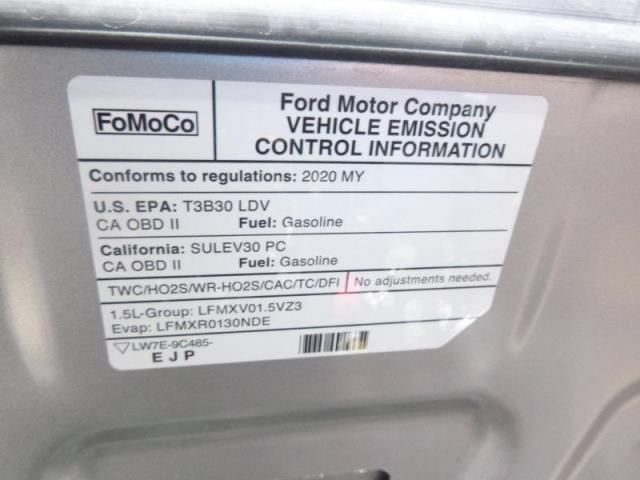 FoMoCo
Ford Motor Company
VEHICLE EMISSION
CONTROL INFORMATION
Conforms to regulations: 2020 MY
U.S. EPA: T3B30 LDV
CA OBD II Fuel: Gasoline
California: SULEV30 PC
CA OBD II Fuel: Gasoline
TWC/HO2S/WR-HO2S/CAC/TC/DFI No adjustments needed.
1.5L-Group: LFMXV01.5VZ3
Evap: LFMXR0130NDE
LW7E-9C485-
EJP